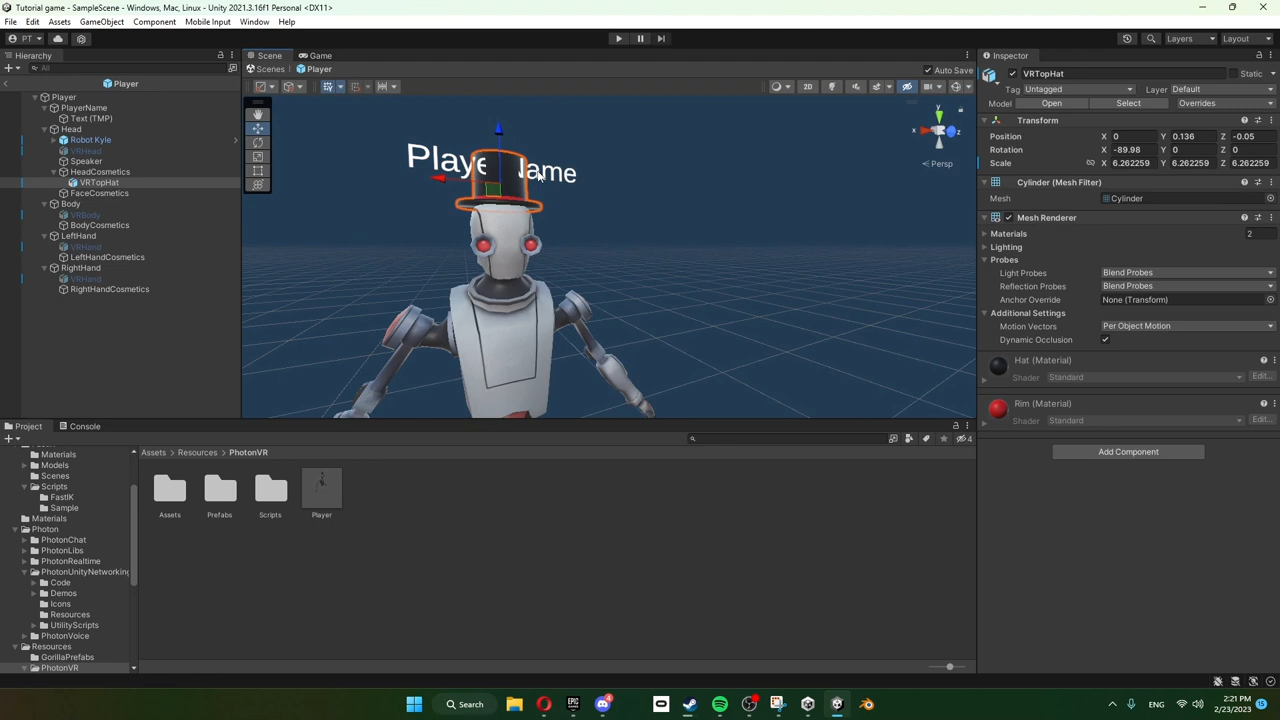 Tutorial game - SampleScene - Windows, Mac, Linux - Unity 2021.3.16f1 Personal <DX11>
File Edit Assets GameObject Component Mobile Input Window Help
PT Layers Layout
Hierarchy Scene Game Inspector
All Scenes Player Auto Save VRTopHat Static
Player 2D Tag Untagged Layer Default
Player Model Open Select Overrides
PlayerName Transform
Text (TMP) Position X 0 Y 0.136 Z -0.05
Head Rotation X -89.98 Y 0 Z 0
Robot Kyle Scale X 6.262259 Y 6.262259 Z 6.262259
VRHead Persp
Speaker Playe Name Cylinder (Mesh Filter)
HeadCosmetics Mesh Cylinder
VRTopHat Mesh Renderer
FaceCosmetics Materials 2
Body Lighting
VRBody Probes
BodyCosmetics Light Probes Blend Probes
LeftHand Reflection Probes Blend Probes
VRHand Anchor Override None (Transform)
LeftHandCosmetics Additional Settings
RightHand Motion Vectors Per Object Motion
VRHand Dynamic Occlusion
RightHandCosmetics
Hat (Material)
Shader Standard Edit...
Rim (Material)
Shader Standard Edit...
Add Component
Project Console
4
Assets Resources PhotonVR
Materials
Models
Scenes
Scripts
FastIK
Sample
Materials
Photon
PhotonChat
PhotonLibs
PhotonRealtime
PhotonUnityNetworking
Code
Demos
Icons
Resources
UtilityScripts
PhotonVoice
Resources
GorillaPrefabs
PhotonVR
Assets Prefabs Scripts Player
Search
EPIC
4
ENG 2:21 PM
2/23/2023